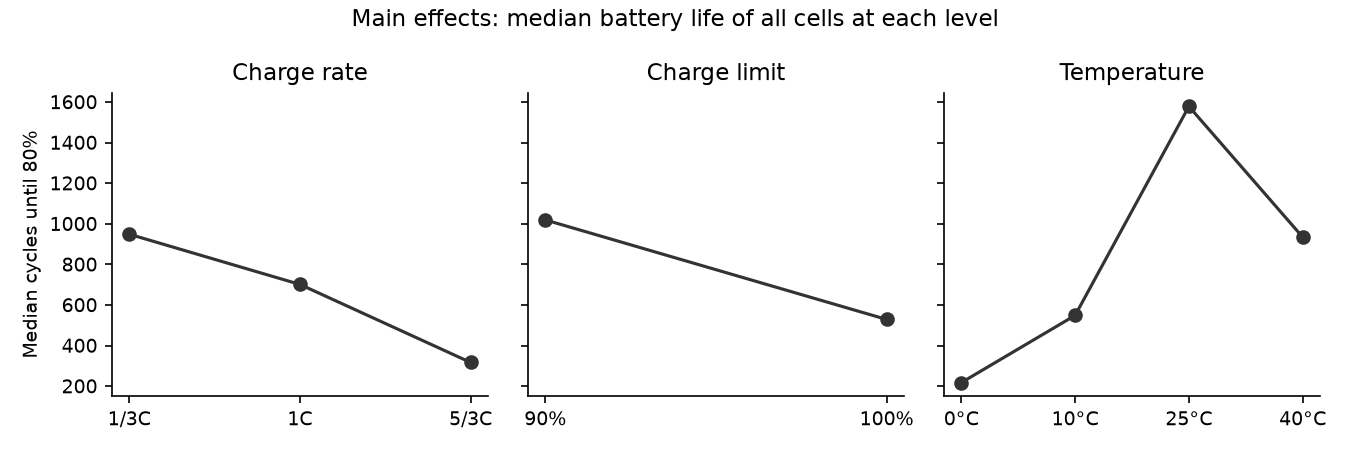 Main effects: median battery life of all cells at each level
Charge rate
Charge limit
Temperature
Median cycles until 80%
1600
1400
1200
1000
800
600
400
200
1/3C
1C
5/3C
90%
100%
0°C
10°C
25°C
40°C